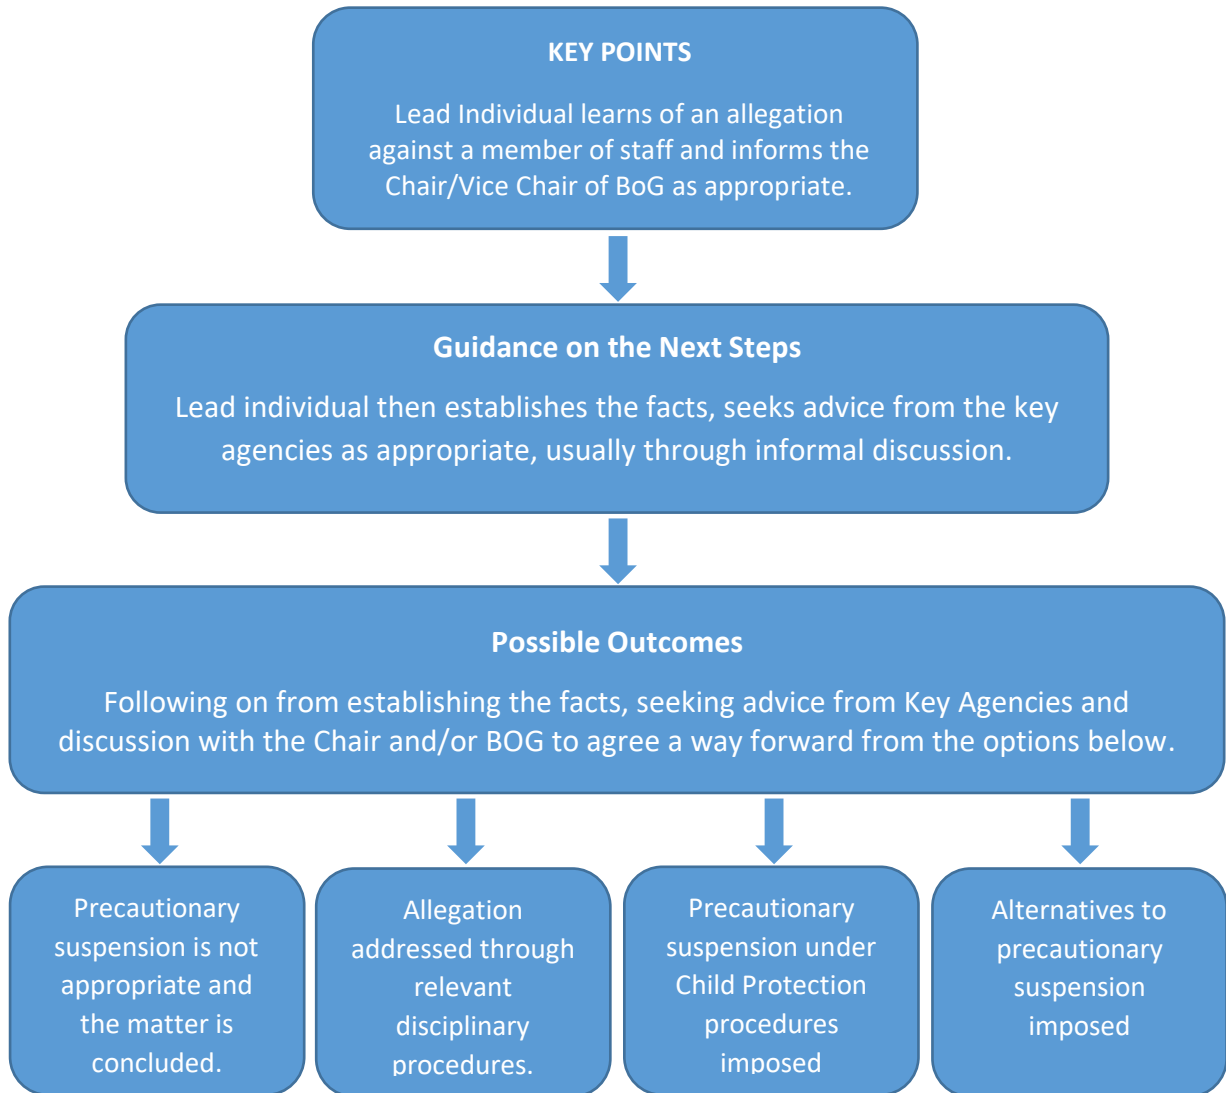 KEY POINTS
Lead Individual learns of an allegation
against a member of staff and informs the
Chair/Vice Chair of BoG as appropriate.
Guidance on the Next Steps
Lead individual then establishes the facts, seeks advice from the key
agencies as appropriate, usually through informal discussion.
Possible Outcomes
Following on from establishing the facts, seeking advice from Key Agencies and
discussion with the Chair and/or BOG to agree a way forward from the options below.
Precautionary
suspension is not
appropriate and
the matter is
concluded.
Allegation
addressed through
relevant
disciplinary
procedures.
Precautionary
suspension under
Child Protection
procedures
imposed
Alternatives to
precautionary
suspension
imposed